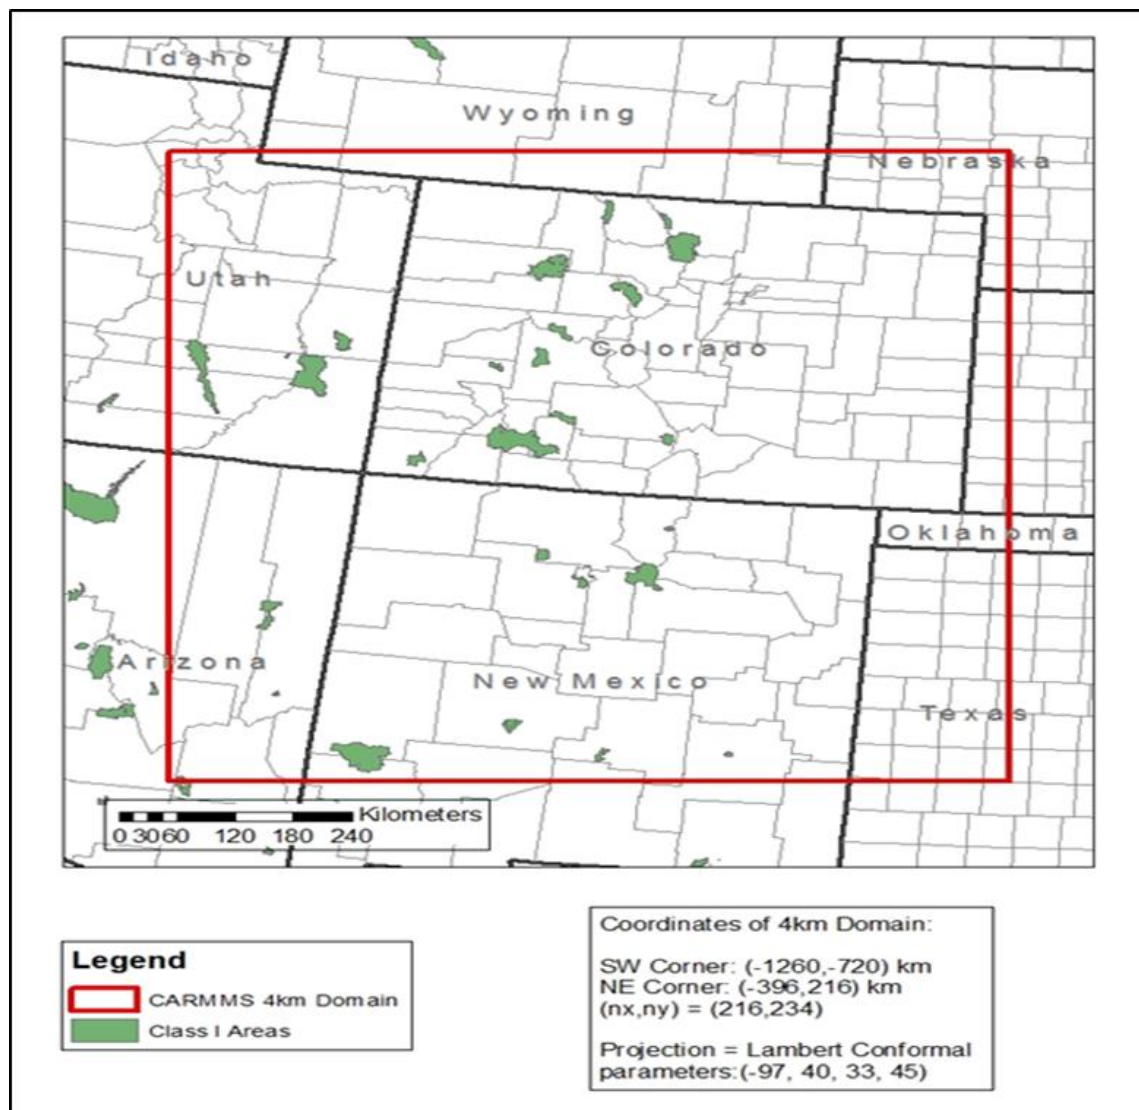 Idaho
Wyoming
Nebraska
Utah
Colorado
Oklahoma
Arizona
New Mexico
Texas
Kilometers
0 30 60 120 180 240
Legend
CARMMS 4km Domain
Class I Areas
Coordinates of 4km Domain:
SW Corner: (-1260,-720) km
NE Corner: (-396,216) km
(nx,ny) = (216,234)
Projection = Lambert Conformal
parameters:(-97, 40, 33, 45)